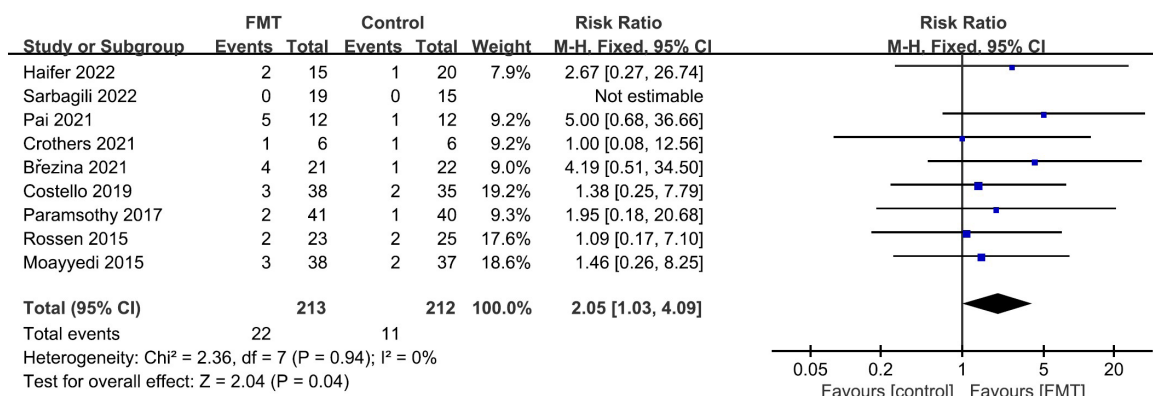 FMT Control Risk Ratio Risk Ratio
Study or Subgroup Events Total Events Total Weight M-H. Fixed. 95% CI M-H. Fixed. 95% CI
Haifer 2022 2 15 1 20 7.9% 2.67 [0.27, 26.74]
Sarbagili 2022 0 19 0 15 Not estimable
Pai 2021 5 12 1 12 9.2% 5.00 [0.68, 36.66]
Crothers 2021 1 6 1 6 9.2% 1.00 [0.08, 12.56]
Březina 2021 4 21 1 22 9.0% 4.19 [0.51, 34.50]
Costello 2019 3 38 2 35 19.2% 1.38 [0.25, 7.79]
Paramsothy 2017 2 41 1 40 9.3% 1.95 [0.18, 20.68]
Rossen 2015 2 23 2 25 17.6% 1.09 [0.17, 7.10]
Moayyedi 2015 3 38 2 37 18.6% 1.46 [0.26, 8.25]
Total (95% CI) 213 212 100.0% 2.05 [1.03, 4.09]
Total events 22 11
Heterogeneity: Chi² = 2.36, df = 7 (P = 0.94); I² = 0%
Test for overall effect: Z = 2.04 (P = 0.04)
0.05 0.2 1 5 20
Favours [control] Favours [FMT]